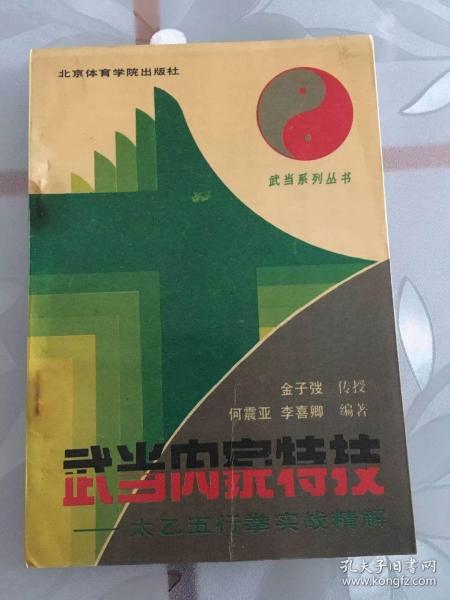 北京体育学院出版社
武当系列丛书
金子弢 传授
何震亚 李喜卿 编著
武当内家特技
——太乙五行拳实战精解
孔夫子旧书网
www.kongfz.com